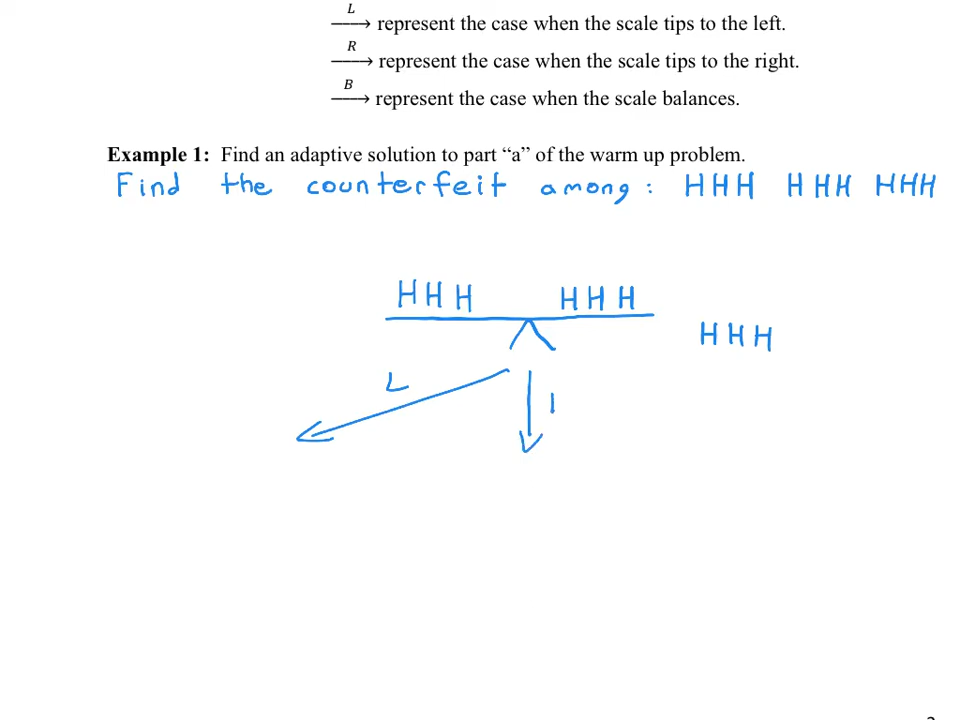 L
⟶ represent the case when the scale tips to the left.
R
⟶ represent the case when the scale tips to the right.
B
⟶ represent the case when the scale balances.
Example 1: Find an adaptive solution to part “a” of the warm up problem.
Find the counterfeit among: HHH HHH HHH
HHH HHH
HHH
L